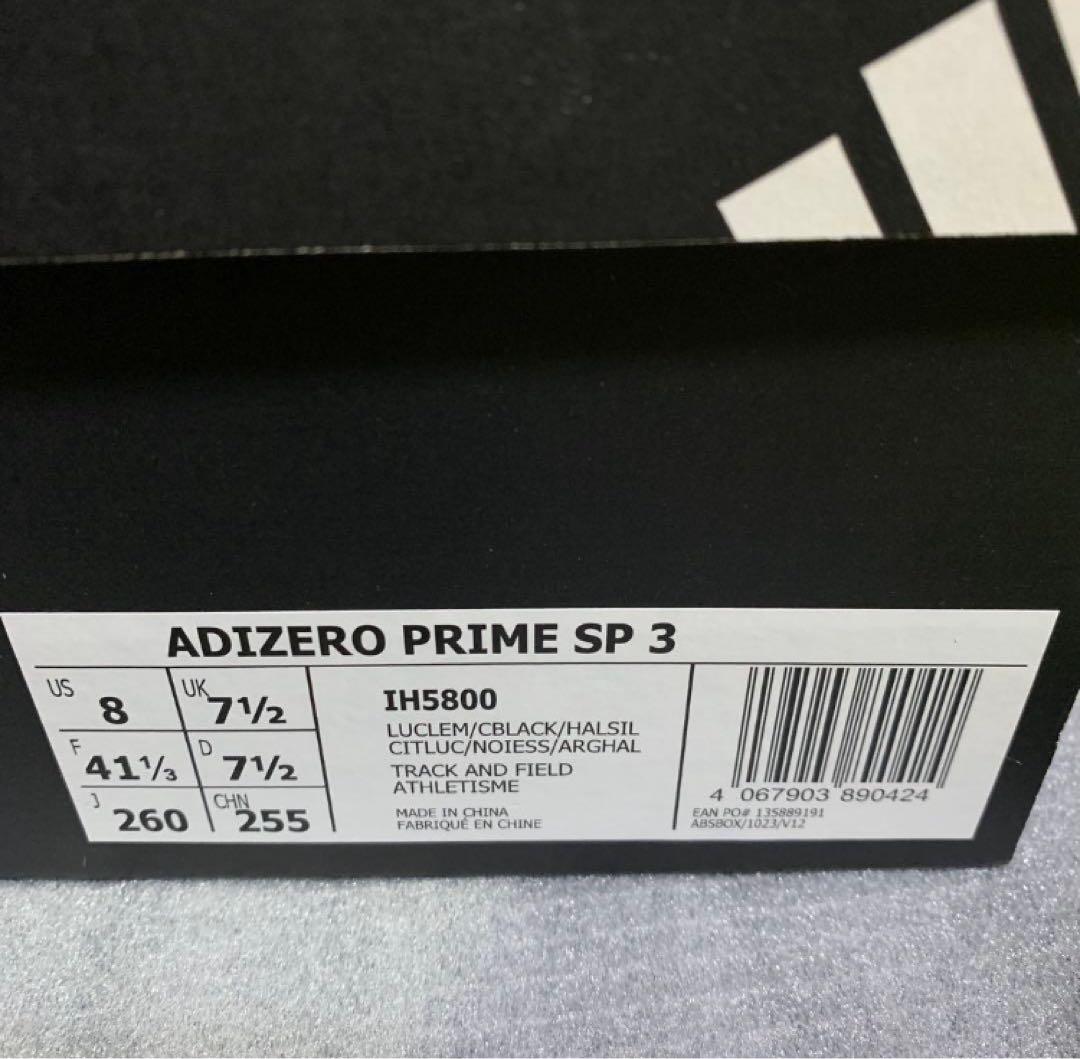 ADIZERO PRIME SP 3
US 8
UK 7½
F 41⅓
D 7½
J 260
CHN 255
IH5800
LUCLEM/CBLACK/HALSIL
CITLUC/NOIESS/ARGHAL
TRACK AND FIELD
ATHLETISME
MADE IN CHINA
FABRIQUÉ EN CHINE
4 067903 890424
EAN PO# 135889191
ABSBOX/1023/V12